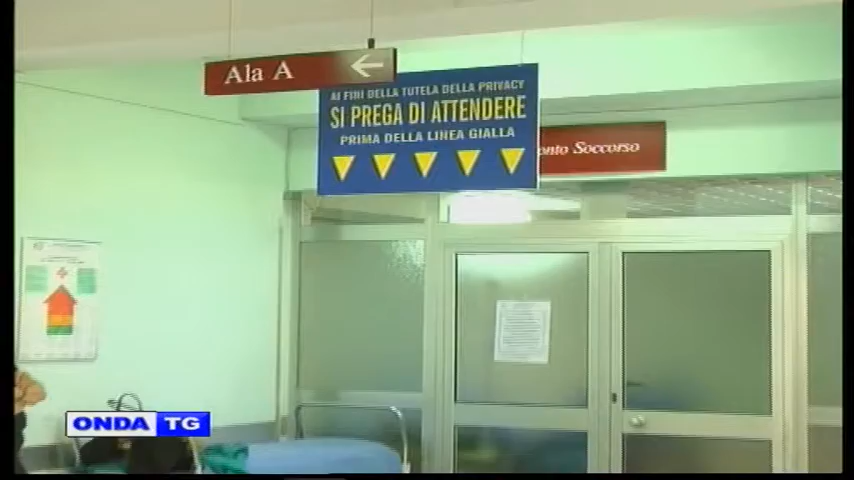 Ala A
AI FINI DELLA TUTELA DELLA PRIVACY
SI PREGA DI ATTENDERE
PRIMA DELLA LINEA GIALLA
onto Soccorso
ONDA TG